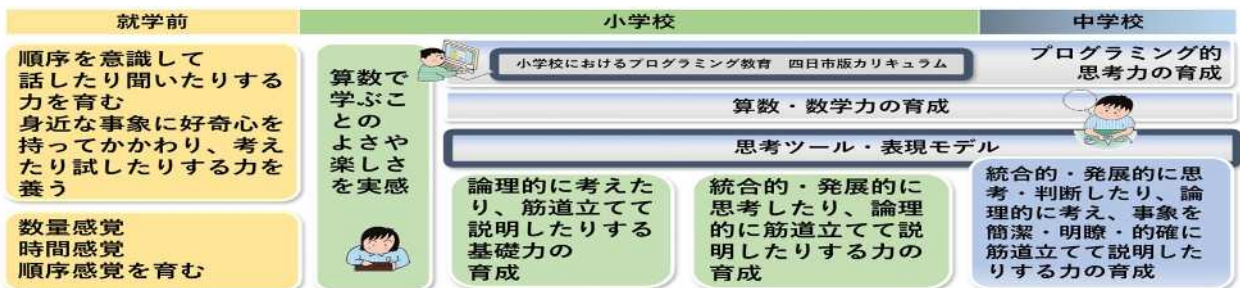 就学前
小学校
中学校
順序を意識して
話したり聞いたりする
力を育む
身近な事象に好奇心を
持ってかかわり、考え
たり試したりする力を
養う
数量感覚
時間感覚
順序感覚を育む
算数で
学ぶこ
との
よさや
楽しさ
を実感
小学校におけるプログラミング教育 四日市版カリキュラム
プログラミング的
思考力の育成
算数・数学力の育成
思考ツール・表現モデル
論理的に考えた
り、筋道立てて
説明したりする
基礎力の
育成
統合的・発展的に
思考したり、論理
的に筋道立てて説
明したりする力の
育成
統合的・発展的に思
考・判断したり、論
理的に考え、事象を
簡潔・明瞭・的確に
筋道立てて説明した
りする力の育成